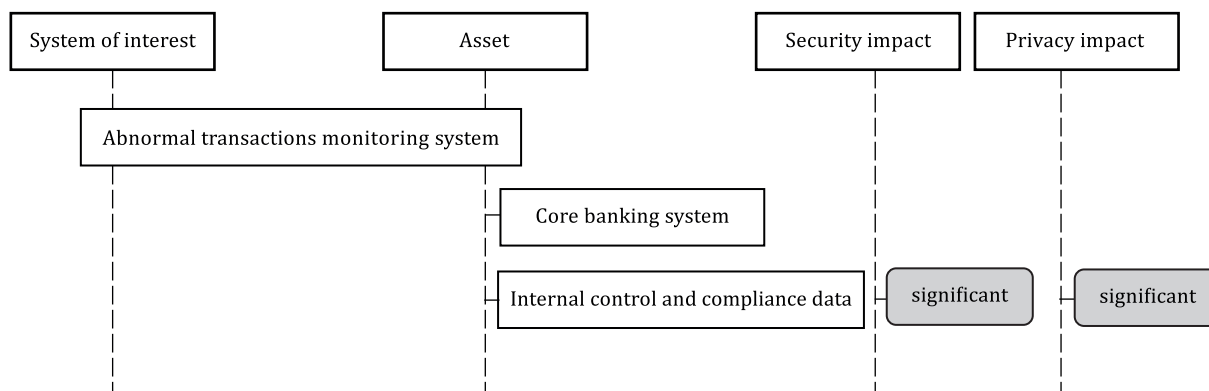 System of interest
Asset
Security impact
Privacy impact
Abnormal transactions monitoring system
Core banking system
Internal control and compliance data
significant
significant